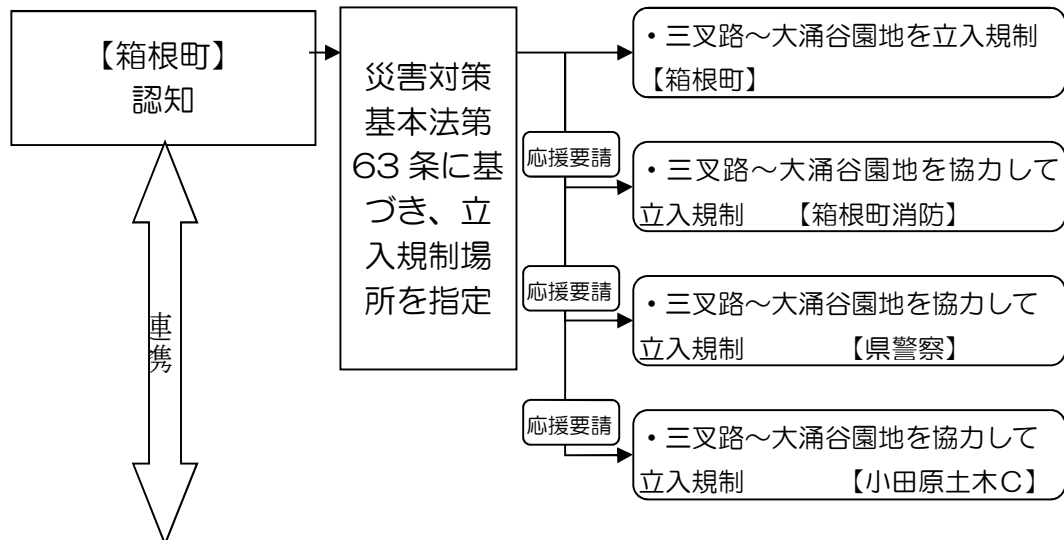 【箱根町】
認知
災害対策
基本法第
63条に基
づき、立
入規制場
所を指定
・三叉路～大涌谷園地を立入規制
【箱根町】
応援要請
・三叉路～大涌谷園地を協力して
立入規制　　【箱根町消防】
応援要請
・三叉路～大涌谷園地を協力して
立入規制　　　　【県警察】
応援要請
・三叉路～大涌谷園地を協力して
立入規制　　　　【小田原土木C】
連携